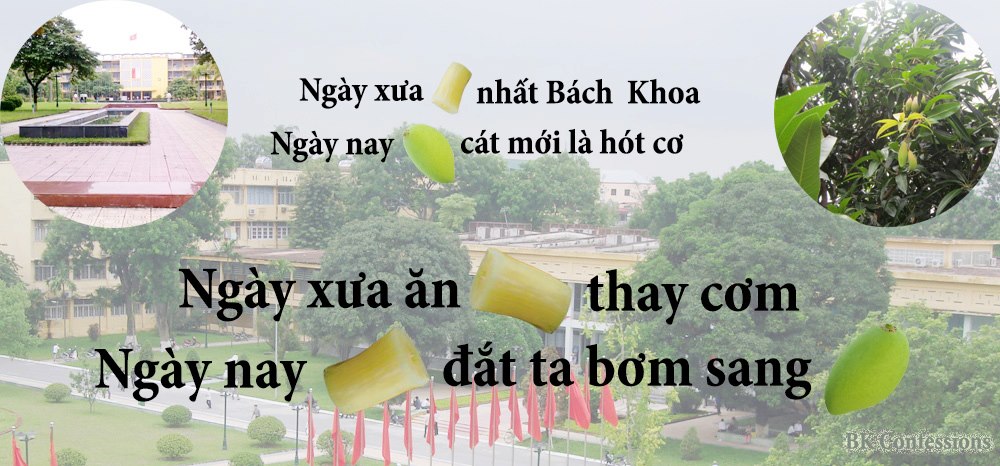 Ngày xưa nhất Bách Khoa
Ngày nay cát mới là hót cơ
Ngày xưa ăn thay cơm
Ngày nay đắt ta bơm sang
BK Confessions